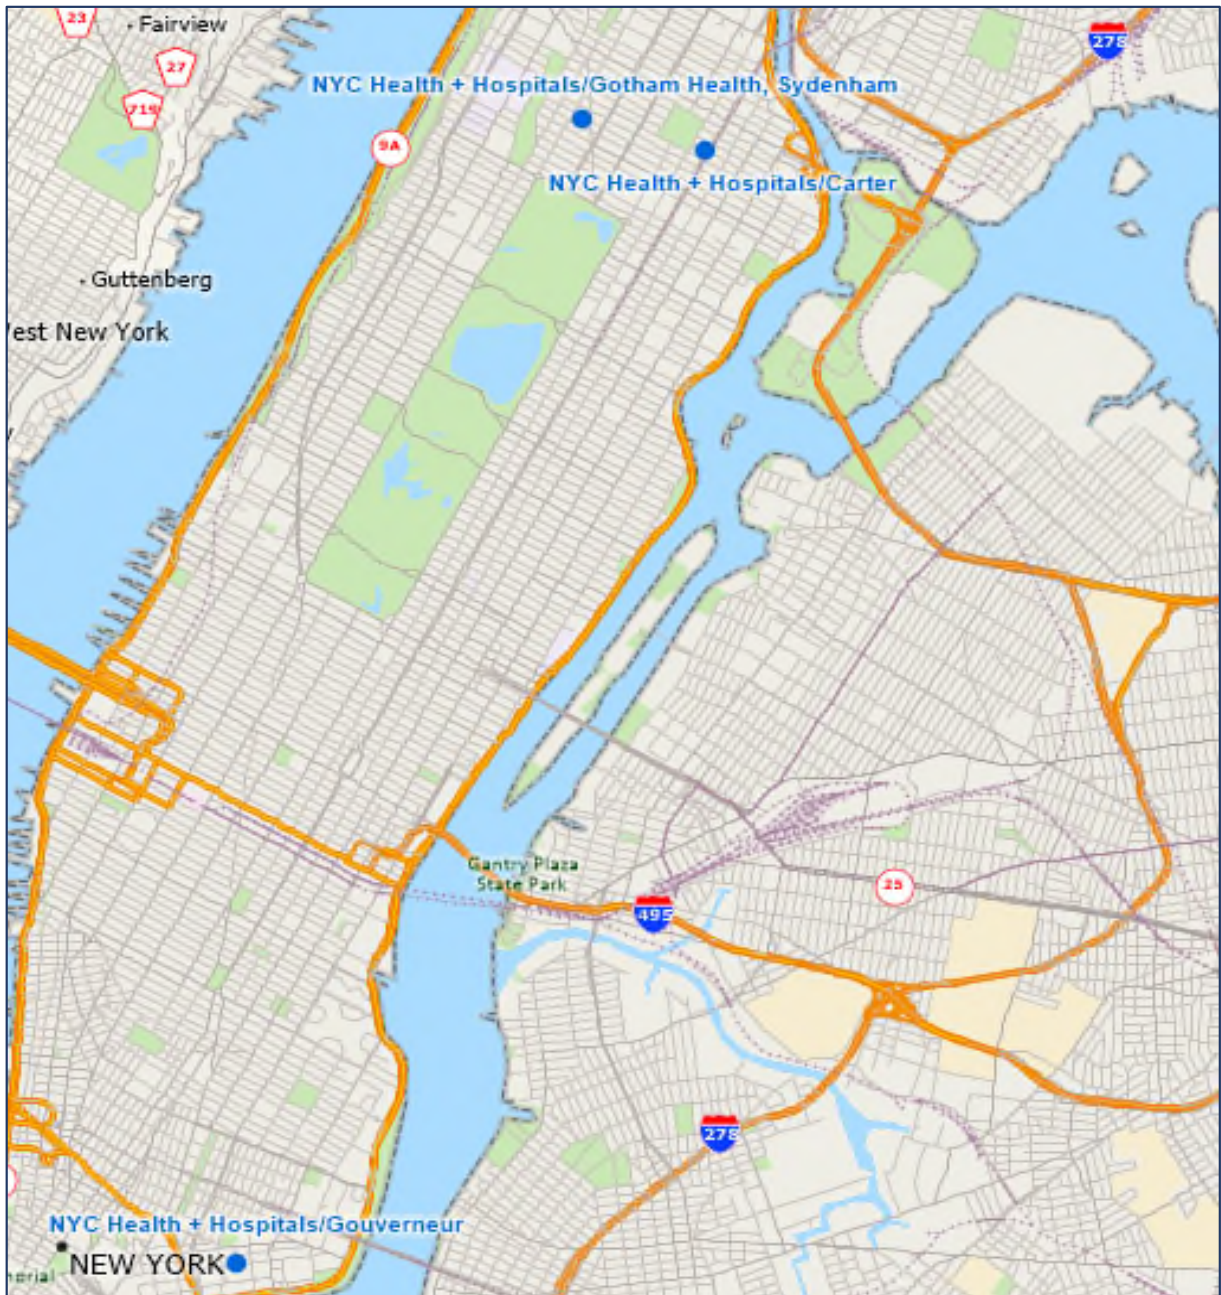 23
Fairview
27
719
278
NYC Health + Hospitals/Gotham Health, Sydenham
9A
NYC Health + Hospitals/Carter
Guttenberg
West New York
Gantry Plaza
State Park
25
495
278
NYC Health + Hospitals/Gouverneur
NEW YORK